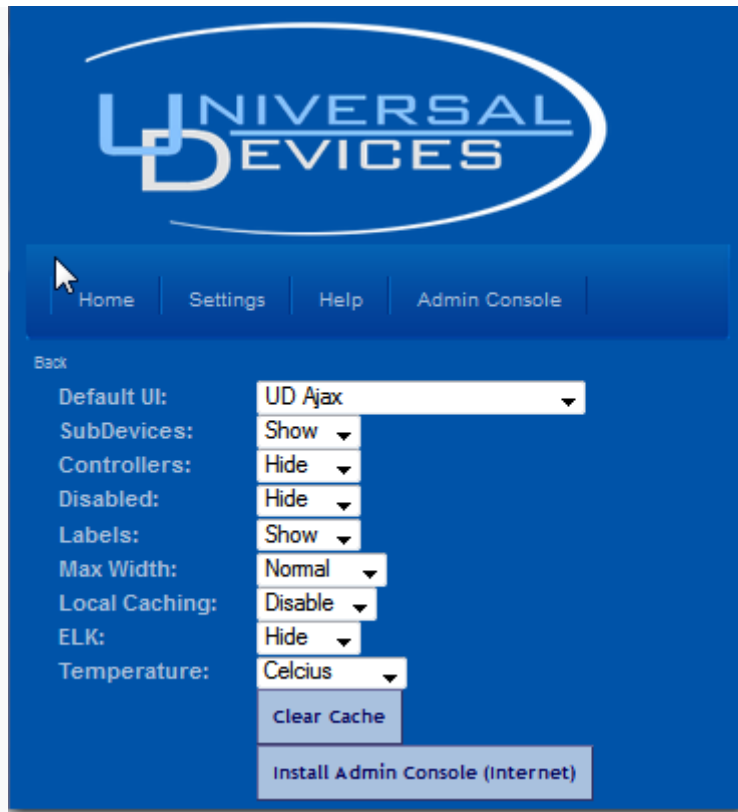 UNIVERSAL
DEVICES
Home Settings Help Admin Console
Back
Default UI: UD Ajax
SubDevices: Show
Controllers: Hide
Disabled: Hide
Labels: Show
Max Width: Normal
Local Caching: Disable
ELK: Hide
Temperature: Celcius
Clear Cache
Install Admin Console (Internet)